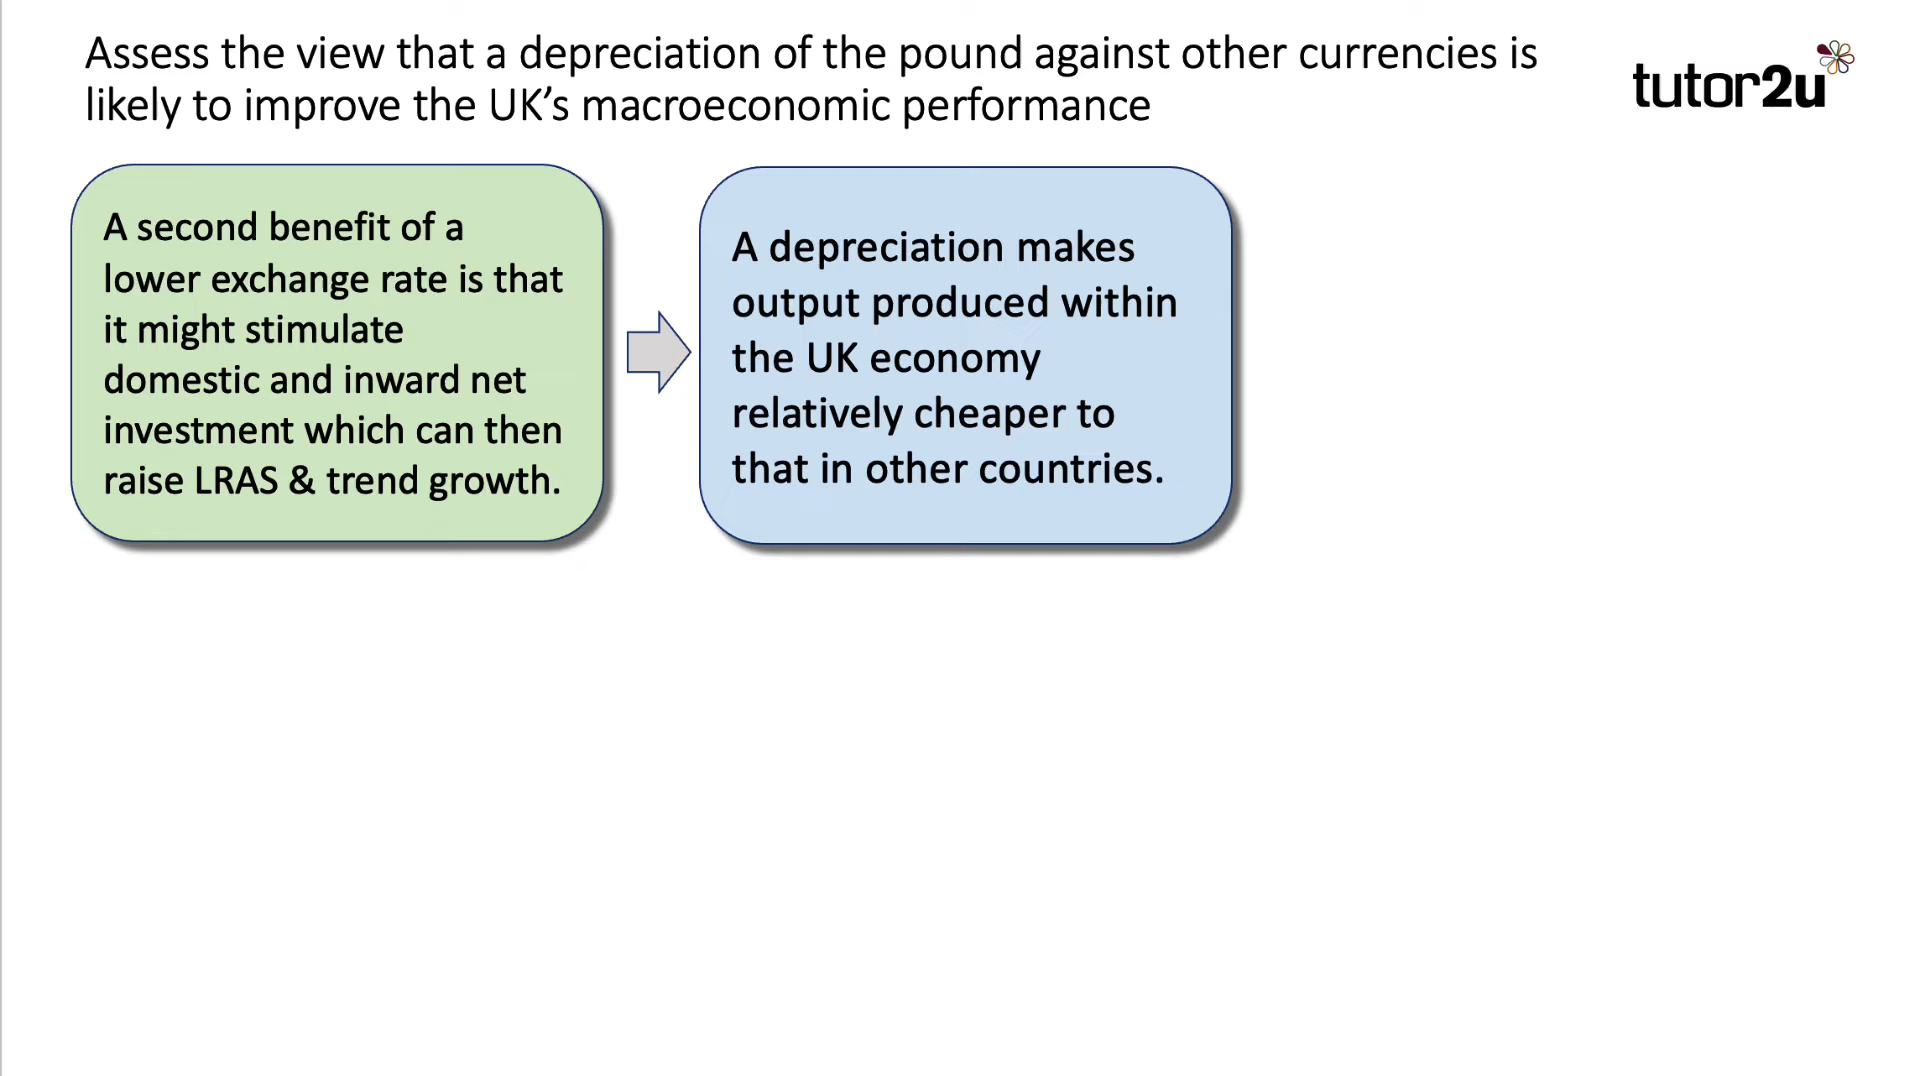 Assess the view that a depreciation of the pound against other currencies is
likely to improve the UK’s macroeconomic performance
tutor2u
A second benefit of a
lower exchange rate is that
it might stimulate
domestic and inward net
investment which can then
raise LRAS & trend growth.
A depreciation makes
output produced within
the UK economy
relatively cheaper to
that in other countries.